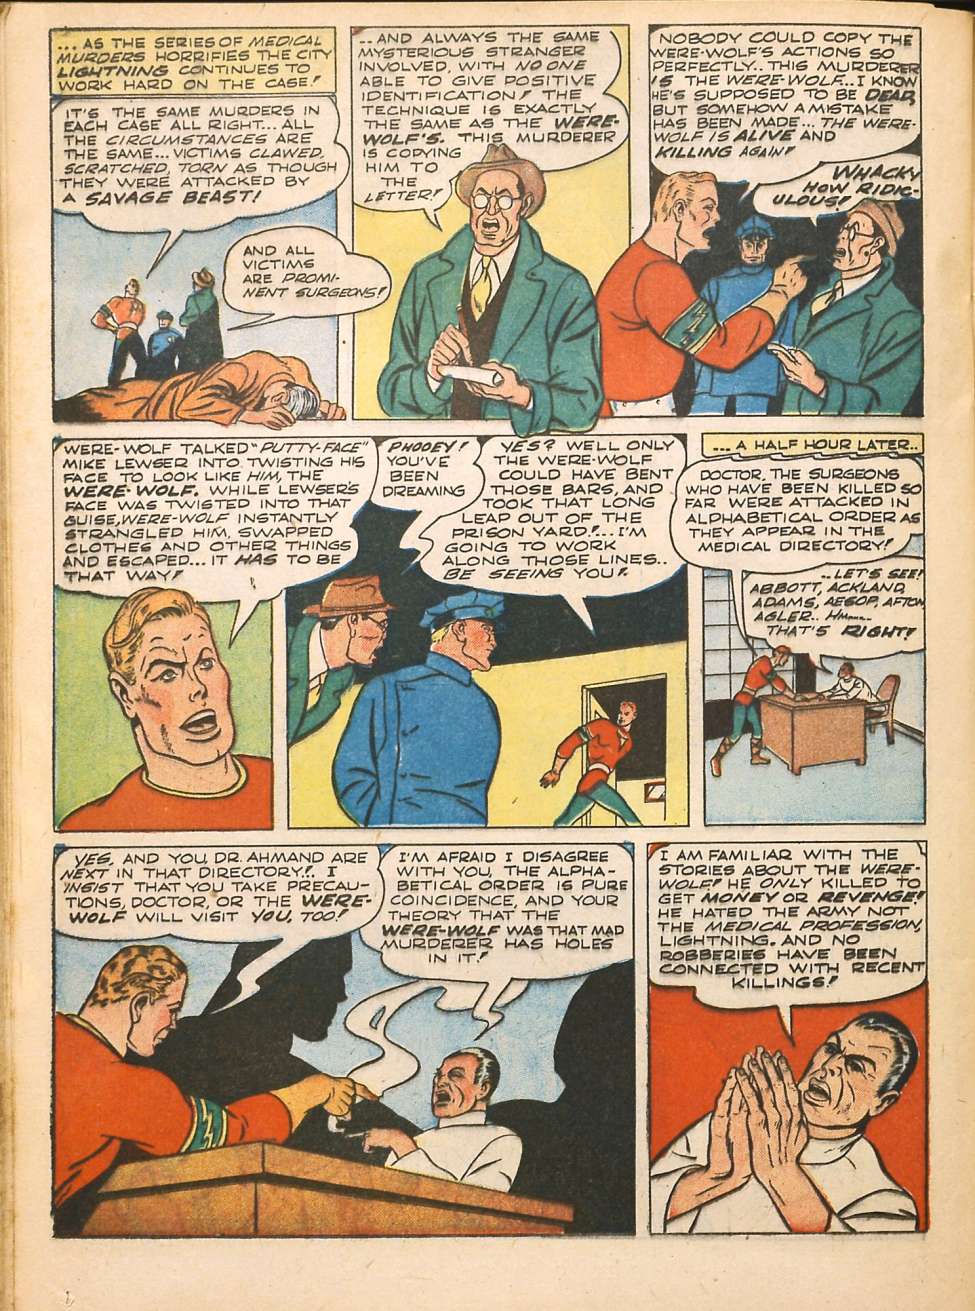 ...AS THE SERIES OF MEDICAL
MURDERS HORRIFIES THE CITY
LIGHTNING CONTINUES TO
WORK HARD ON THE CASE!
IT'S THE SAME MURDERS IN
EACH CASE ALL RIGHT... ALL
THE CIRCUMSTANCES ARE
THE SAME... VICTIMS CLAWED,
SCRATCHED, TORN AS THOUGH
THEY WERE ATTACKED BY
A SAVAGE BEAST!
AND ALL
VICTIMS
ARE PROMI-
NENT SURGEONS!
..AND ALWAYS THE SAME
MYSTERIOUS STRANGER
INVOLVED, WITH NO ONE
ABLE TO GIVE POSITIVE
IDENTIFICATION! THE
TECHNIQUE IS EXACTLY
THE SAME AS THE WERE-
WOLF'S. THIS MURDERER
IS COPYING
HIM TO
THE
LETTER!
NOBODY COULD COPY THE
WERE-WOLF'S ACTIONS SO
PERFECTLY.. THIS MURDERER
IS THE WERE-WOLF...I KNOW
HE'S SUPPOSED TO BE DEAD,
BUT SOMEHOW A MISTAKE
HAS BEEN MADE... THE WERE-
WOLF IS ALIVE AND
KILLING AGAIN!
WHACKY
HOW RIDIC-
ULOUS!
WERE-WOLF TALKED "PUTTY-FACE"
MIKE LEWSER INTO TWISTING HIS
FACE TO LOOK LIKE HIM, THE
WERE-WOLF. WHILE LEWSER'S
FACE WAS TWISTED INTO THAT
GUISE, WERE-WOLF INSTANTLY
STRANGLED HIM, SWAPPED
CLOTHES AND OTHER THINGS
AND ESCAPED... IT HAS TO BE
THAT WAY!
PHOOEY!
YOU'VE
BEEN
DREAMING
YES? WELL ONLY
THE WERE-WOLF
COULD HAVE BENT
THOSE BARS, AND
TOOK THAT LONG
LEAP OUT OF THE
PRISON YARD!...I'M
GOING TO WORK
ALONG THOSE LINES..
BE SEEING YOU!
...A HALF HOUR LATER..
DOCTOR, THE SURGEONS
WHO HAVE BEEN KILLED SO
FAR WERE ATTACKED IN
ALPHABETICAL ORDER AS
THEY APPEAR IN THE
MEDICAL DIRECTORY!
..LET'S SEE!
ABBOTT, ACKLAND,
ADAMS, AESOP, AFTON,
AGLER.. HMMM..
THAT'S RIGHT!
YES, AND YOU, DR. AHMAND ARE
NEXT IN THAT DIRECTORY!. I
INSIST THAT YOU TAKE PRECAU-
TIONS, DOCTOR, OR THE WERE-
WOLF WILL VISIT YOU, TOO!
I'M AFRAID I DISAGREE
WITH YOU, THE ALPHA-
BETICAL ORDER IS PURE
COINCIDENCE, AND YOUR
THEORY THAT THE
WERE-WOLF WAS THAT MAD
MURDERER HAS HOLES
IN IT!
I AM FAMILIAR WITH THE
STORIES ABOUT THE WERE-
WOLF! HE ONLY KILLED TO
GET MONEY OR REVENGE!
HE HATED THE ARMY NOT
THE MEDICAL PROFESSION,
LIGHTNING. AND NO
ROBBERIES HAVE BEEN
CONNECTED WITH RECENT
KILLINGS!